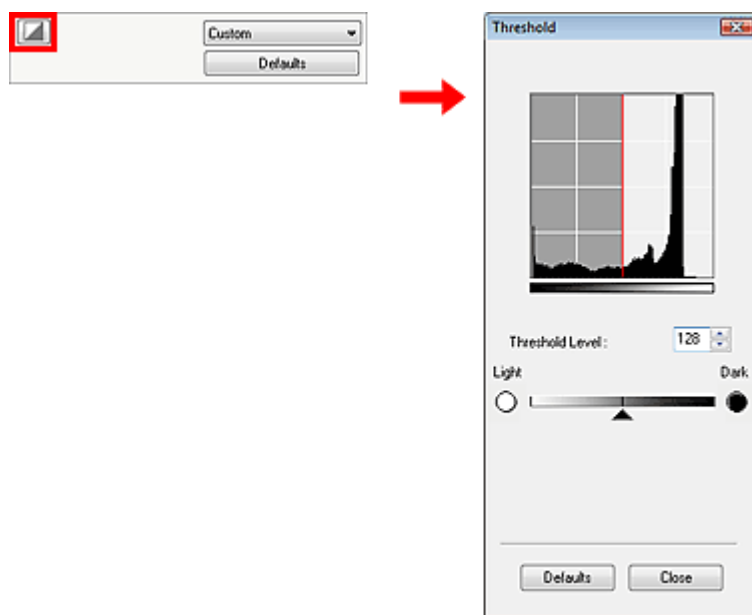 Custom
Defaults
Threshold
Threshold Level :
128
Light
Dark
Defaults
Close